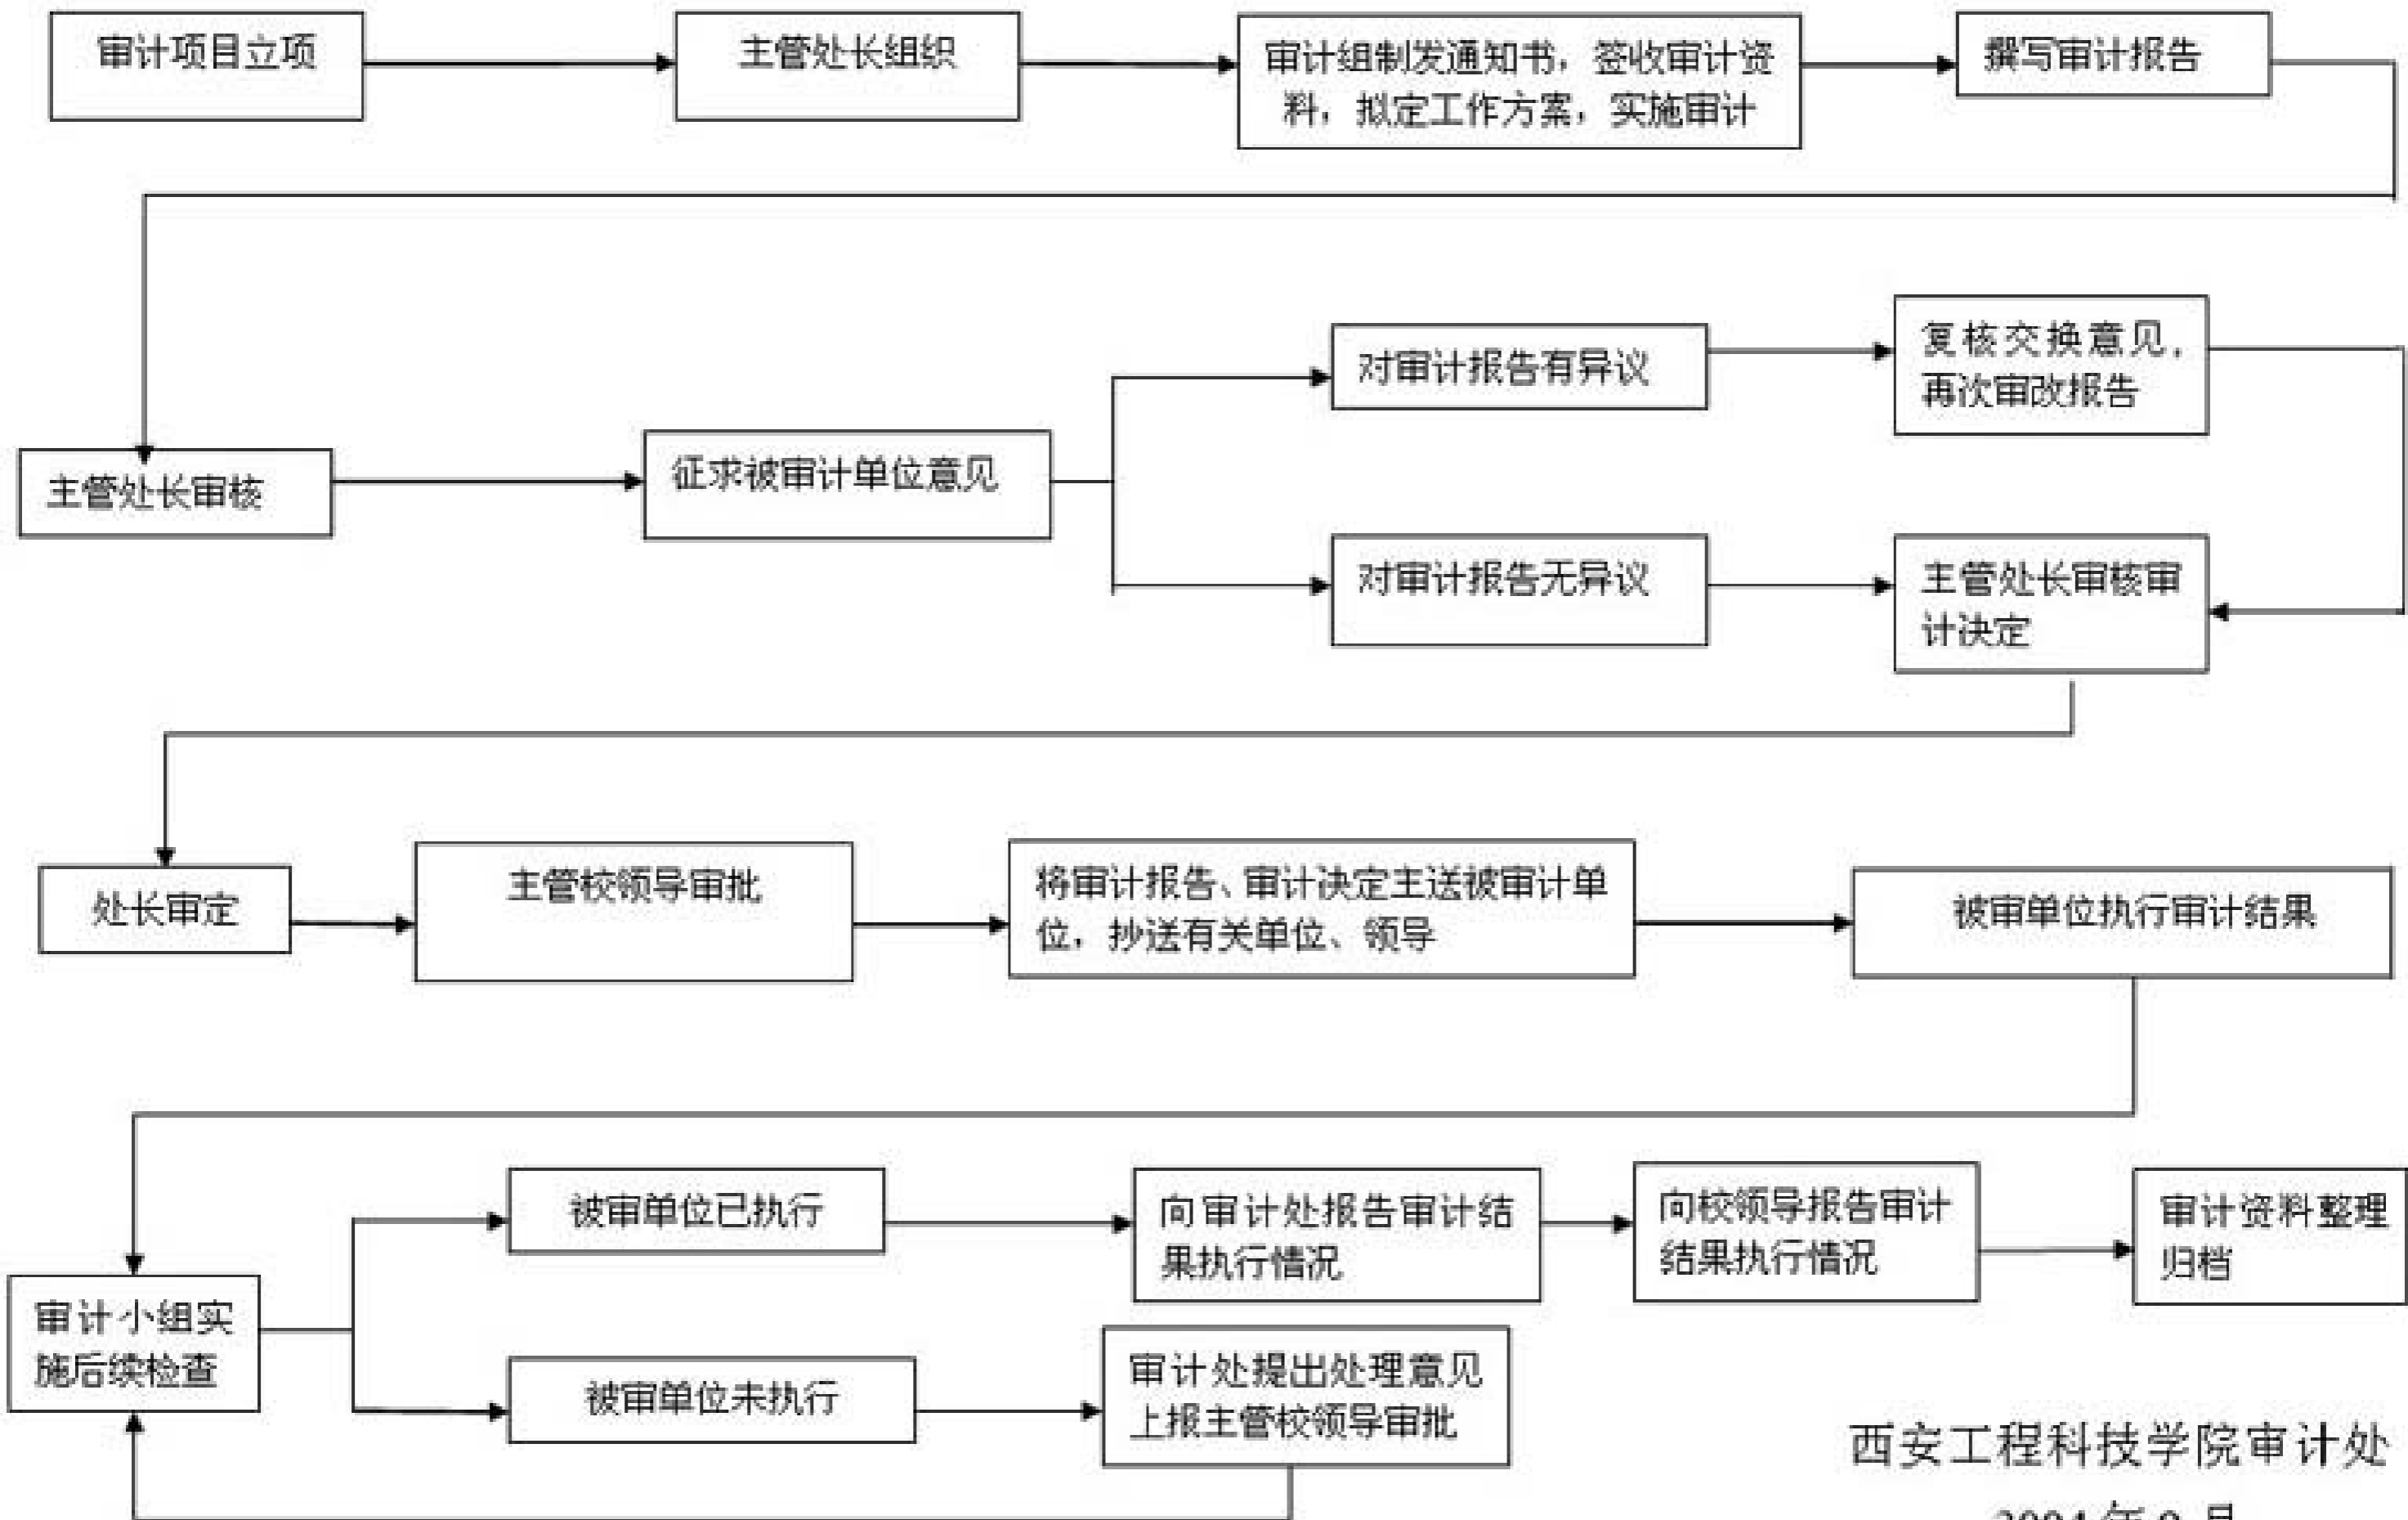 审计项目立项
主管处长组织
审计组制发通知书，签收审计资
料，拟定工作方案，实施审计
撰写审计报告
主管处长审核
征求被审计单位意见
对审计报告有异议
复核交换意见，
再次审改报告
对审计报告无异议
主管处长审核审
计决定
处长审定
主管校领导审批
将审计报告、审计决定主送被审计单
位，抄送有关单位、领导
被审单位执行审计结果
审计小组实
施后续检查
被审单位已执行
向审计处报告审计结
果执行情况
向校领导报告审计
结果执行情况
审计资料整理
归档
被审单位未执行
审计处提出处理意见
上报主管校领导审批
西安工程科技学院审计处
年 月